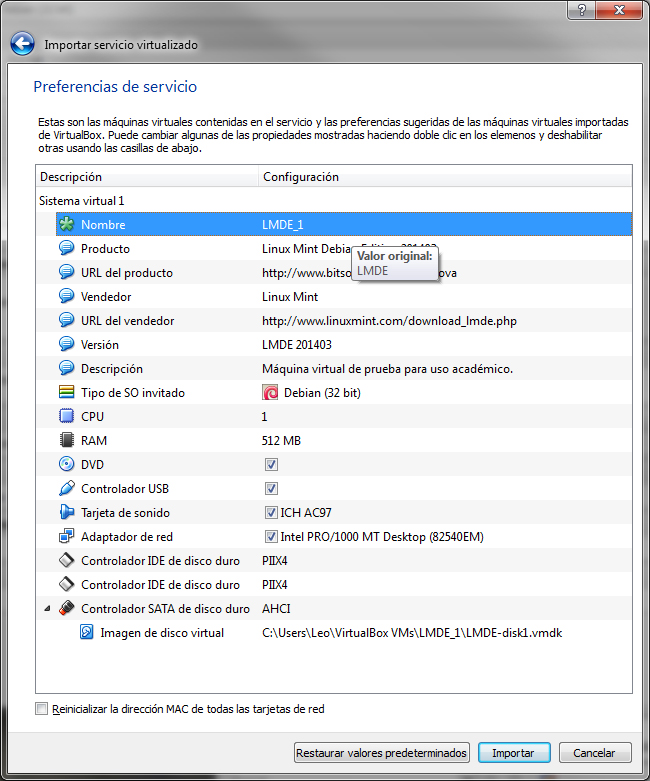 Importar servicio virtualizado
Preferencias de servicio
Estas son las máquinas virtuales contenidas en el servicio y las preferencias sugeridas de las máquinas virtuales importadas
de VirtualBox. Puede cambiar algunas de las propiedades mostradas haciendo doble clic en los elemenos y deshabilitar
otras usando las casillas de abajo.
Descripción Configuración
Sistema virtual 1
Nombre LMDE_1
Producto Linux Mint Debian Edition 201403
Valor original:
LMDE
URL del producto http://www.bitso ova
Vendedor Linux Mint
URL del vendedor http://www.linuxmint.com/download_lmde.php
Versión LMDE 201403
Descripción Máquina virtual de prueba para uso académico.
Tipo de SO invitado Debian (32 bit)
CPU 1
RAM 512 MB
DVD
Controlador USB
Tarjeta de sonido ICH AC97
Adaptador de red Intel PRO/1000 MT Desktop (82540EM)
Controlador IDE de disco duro PIIX4
Controlador IDE de disco duro PIIX4
Controlador SATA de disco duro AHCI
Imagen de disco virtual C:\Users\Leo\VirtualBox VMs\LMDE_1\LMDE-disk1.vmdk
Reinicializar la dirección MAC de todas las tarjetas de red
Restaurar valores predeterminados Importar Cancelar